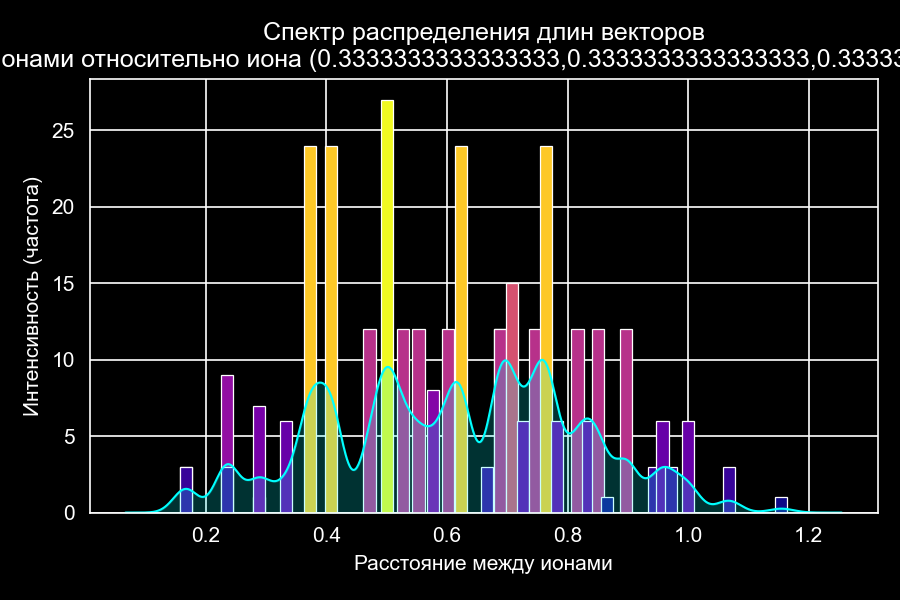 Спектр распределения длин векторов
онами относительно иона (0.3333333333333333,0.3333333333333333,0.33333
Интенсивность (частота)
25
20
15
10
5
0
0.2 0.4 0.6 0.8 1.0 1.2
Расстояние между ионами